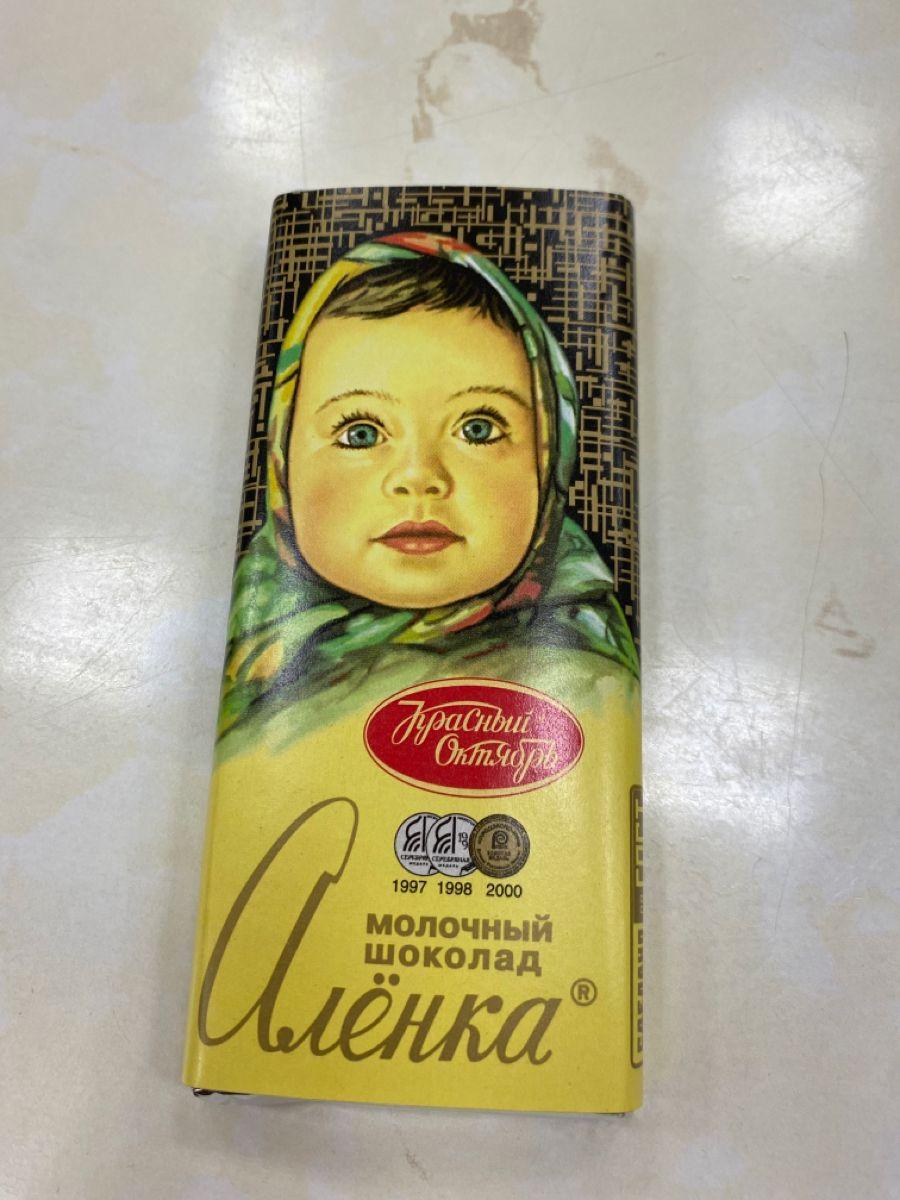 Красный
Октябрь
1997 1998 2000
МОЛОЧНЫЙ
ШОКОЛАД
Алёнка®